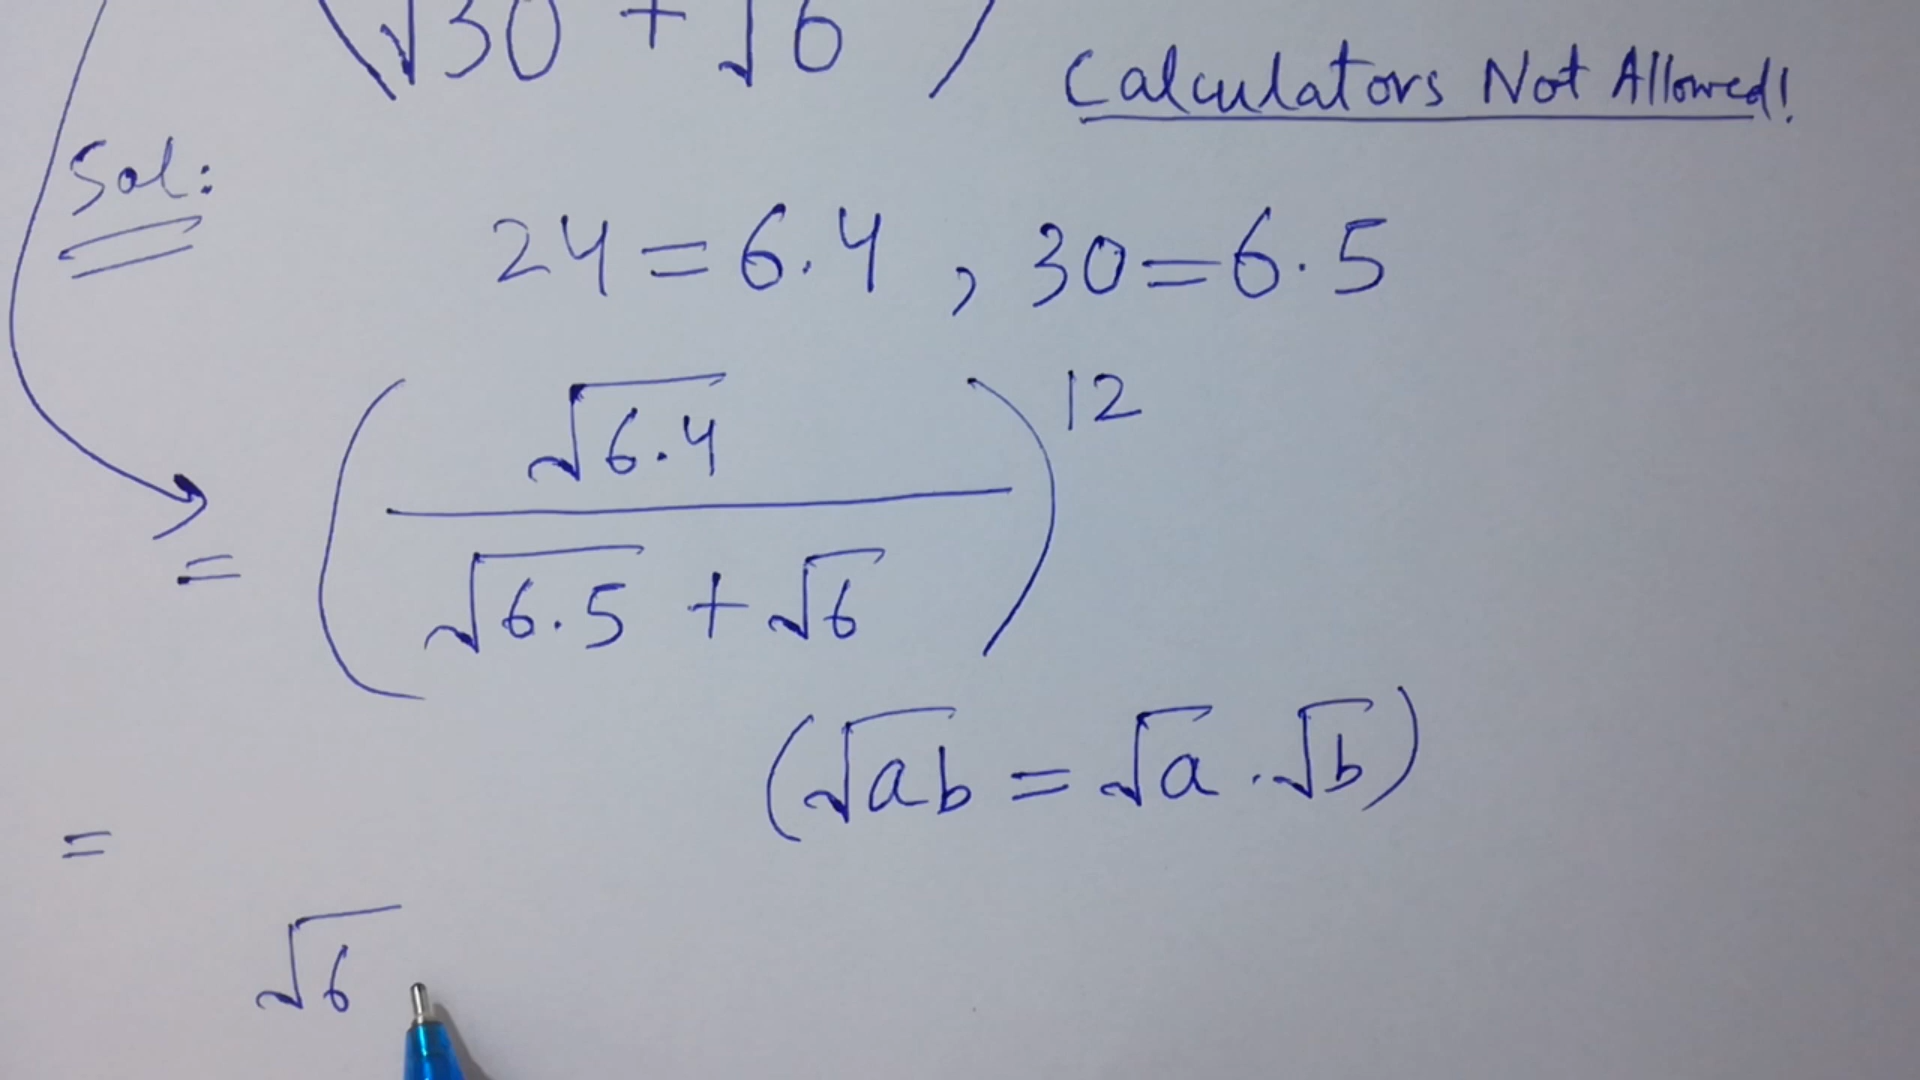 (√30 + √6)
Calculators Not Allowed!
Sol:
24 = 6.4 , 30 = 6.5
= (√6.4 / (√6.5 + √6))^12
(√ab = √a . √b)
=
√6